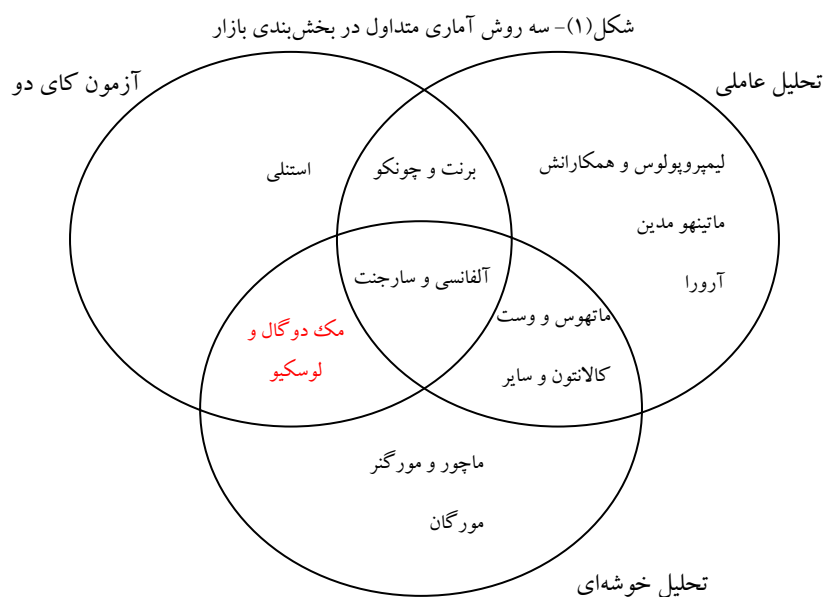 شکل(۱)- سه روش آماری متداول در بخش‌بندی بازار
تحلیل عاملی
آزمون کای دو
لیمپروپولوس و همکارانش
برنت و چونکو
استنلی
ماتینهو مدین
آرورا
آلفانسی و سارجنت
ماتهوس و وست
مک دوگال و
لوسکیو
کالانتون و سایر
ماچور و مورگنر
مورگان
تحلیل خوشه‌ای